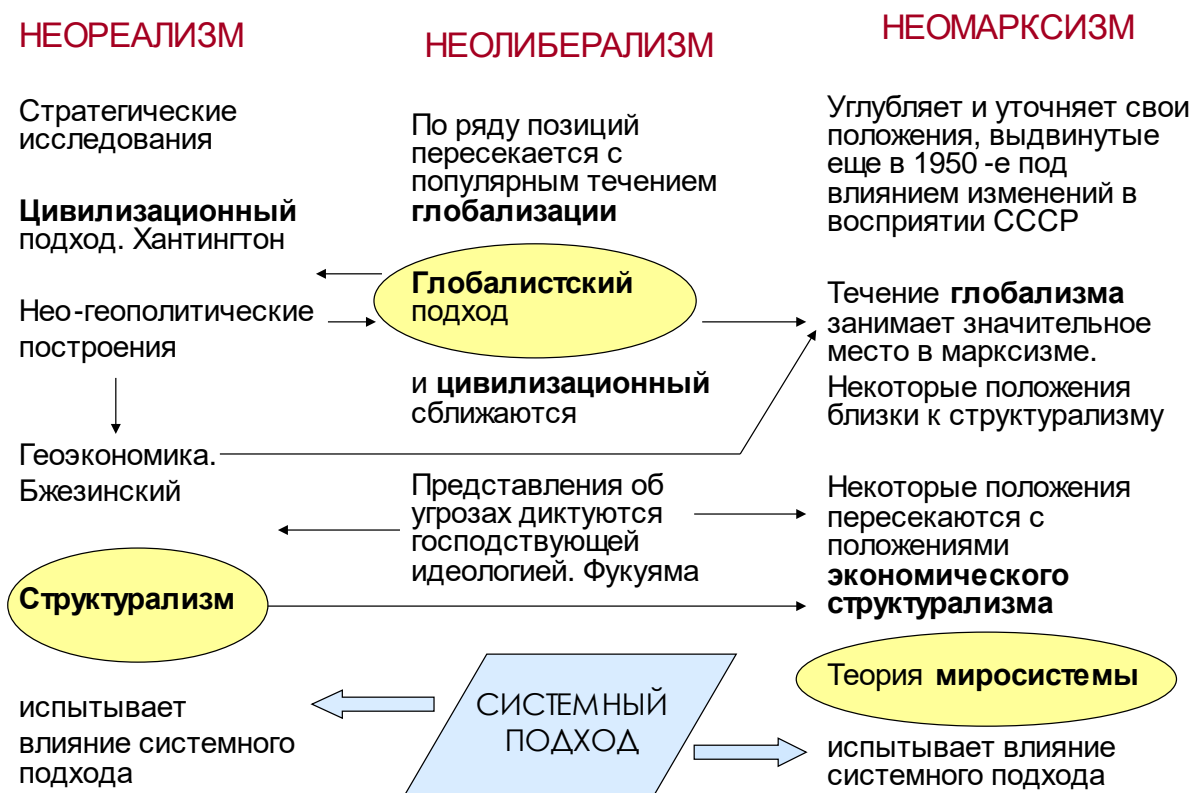 НЕОРЕАЛИЗМ
Стратегические
исследования
Цивилизационный
подход. Хантингтон
Нео-геополитические
построения
Геоэкономика.
Бжезинский
Структурализм
испытывает
влияние системного
подхода
НЕОЛИБЕРАЛИЗМ
По ряду позиций
пересекается с
популярным течением
глобализации
Глобалистский
подход
и цивилизационный
сближаются
Представления об
угрозах диктуются
господствующей
идеологией. Фукуяма
СИСТЕМНЫЙ
ПОДХОД
НЕОМАРКСИЗМ
Углубляет и уточняет свои
положения, выдвинутые
еще в 1950 -е под
влиянием изменений в
восприятии СССР
Течение глобализма
занимает значительное
место в марксизме.
Некоторые положения
близки к структурализму
Некоторые положения
пересекаются с
положениями
экономического
структурализма
Теория миросистемы
испытывает влияние
системного подхода